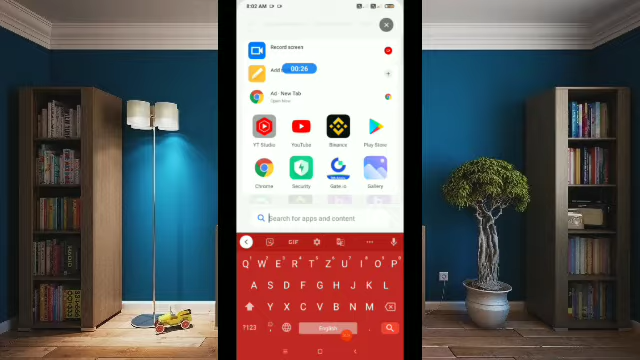 8:02 AM
Record screen
Add
00:26
Ad · New Tab
Open Now
YT Studio YouTube Binance Play Store
Chrome Security Gate.io Gallery
Search for apps and content
GIF
Q W E R T Z U I O P
A S D F G H J K L
Y X C V B N M
?123 English